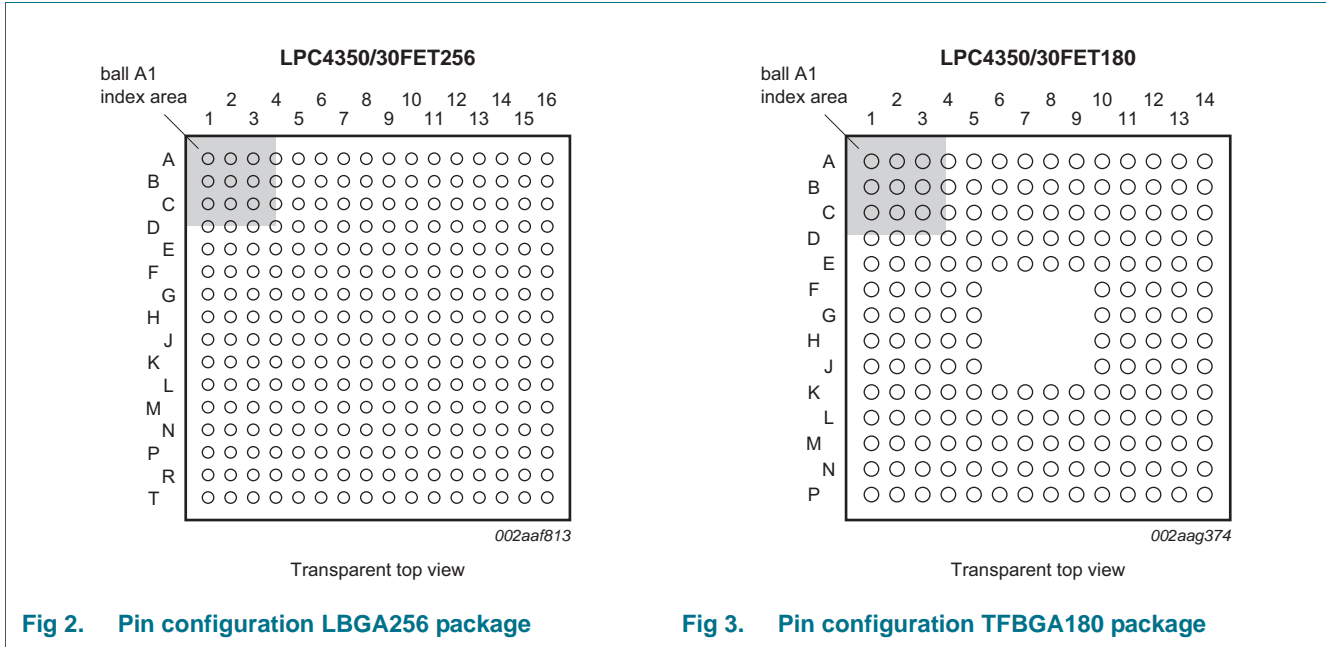 LPC4350/30FET256
ball A1
index area
2 4 6 8 10 12 14 16
1 3 5 7 9 11 13 15
A
B
C
D
E
F
G
H
J
K
L
M
N
P
R
T
002aaf813
Transparent top view
Fig 2. Pin configuration LBGA256 package
LPC4350/30FET180
ball A1
index area
2 4 6 8 10 12 14
1 3 5 7 9 11 13
A
B
C
D
E
F
G
H
J
K
L
M
N
P
002aag374
Transparent top view
Fig 3. Pin configuration TFBGA180 package